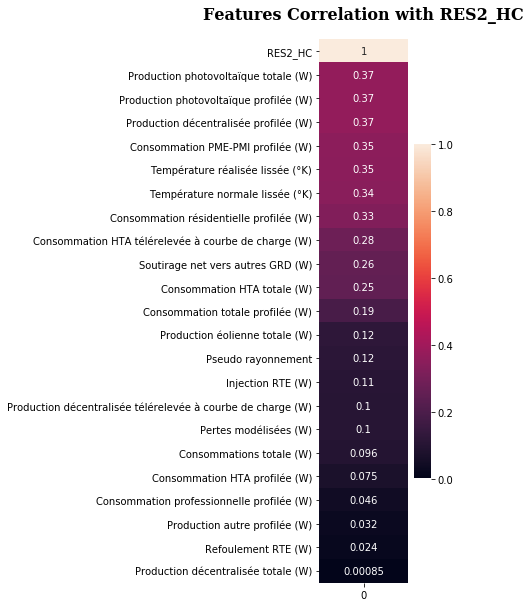 Features Correlation with RES2_HC
RES2_HC 1
Production photovoltaïque totale (W) 0.37
Production photovoltaïque profilée (W) 0.37
Production décentralisée profilée (W) 0.37
Consommation PME-PMI profilée (W) 0.35
Température réalisée lissée (°K) 0.35
Température normale lissée (°K) 0.34
Consommation résidentielle profilée (W) 0.33
Consommation HTA télérelevée à courbe de charge (W) 0.28
Soutirage net vers autres GRD (W) 0.26
Consommation HTA totale (W) 0.25
Consommation totale profilée (W) 0.19
Production éolienne totale (W) 0.12
Pseudo rayonnement 0.12
Injection RTE (W) 0.11
Production décentralisée télérelevée à courbe de charge (W) 0.1
Pertes modélisées (W) 0.1
Consommations totale (W) 0.096
Consommation HTA profilée (W) 0.075
Consommation professionnelle profilée (W) 0.046
Production autre profilée (W) 0.032
Refoulement RTE (W) 0.024
Production décentralisée totale (W) 0.00085
0
1.0
0.8
0.6
0.4
0.2
0.0